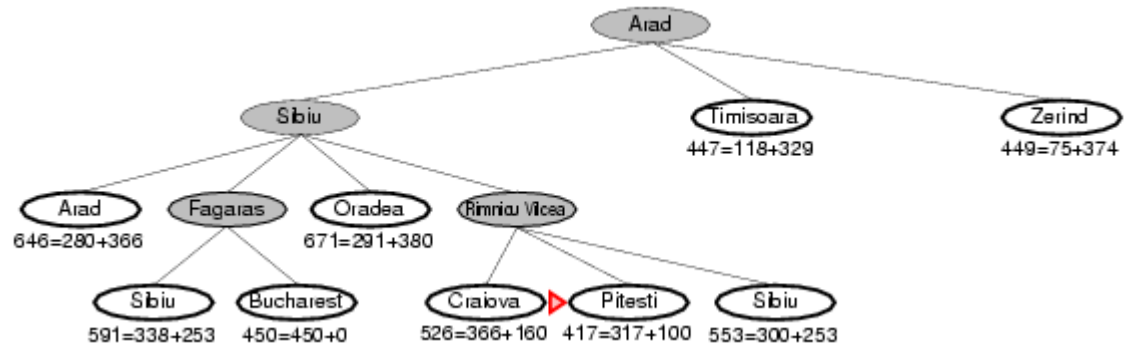 Arad
Sibiu
Timisoara
Zerind
447=118+329
449=75+374
Arad
Fagaras
Oradea
Rimnicu Vilcea
646=280+366
671=291+380
Sibiu
Bucharest
Craiova
Pitesti
Sibiu
591=338+253
450=450+0
526=366+160
417=317+100
553=300+253